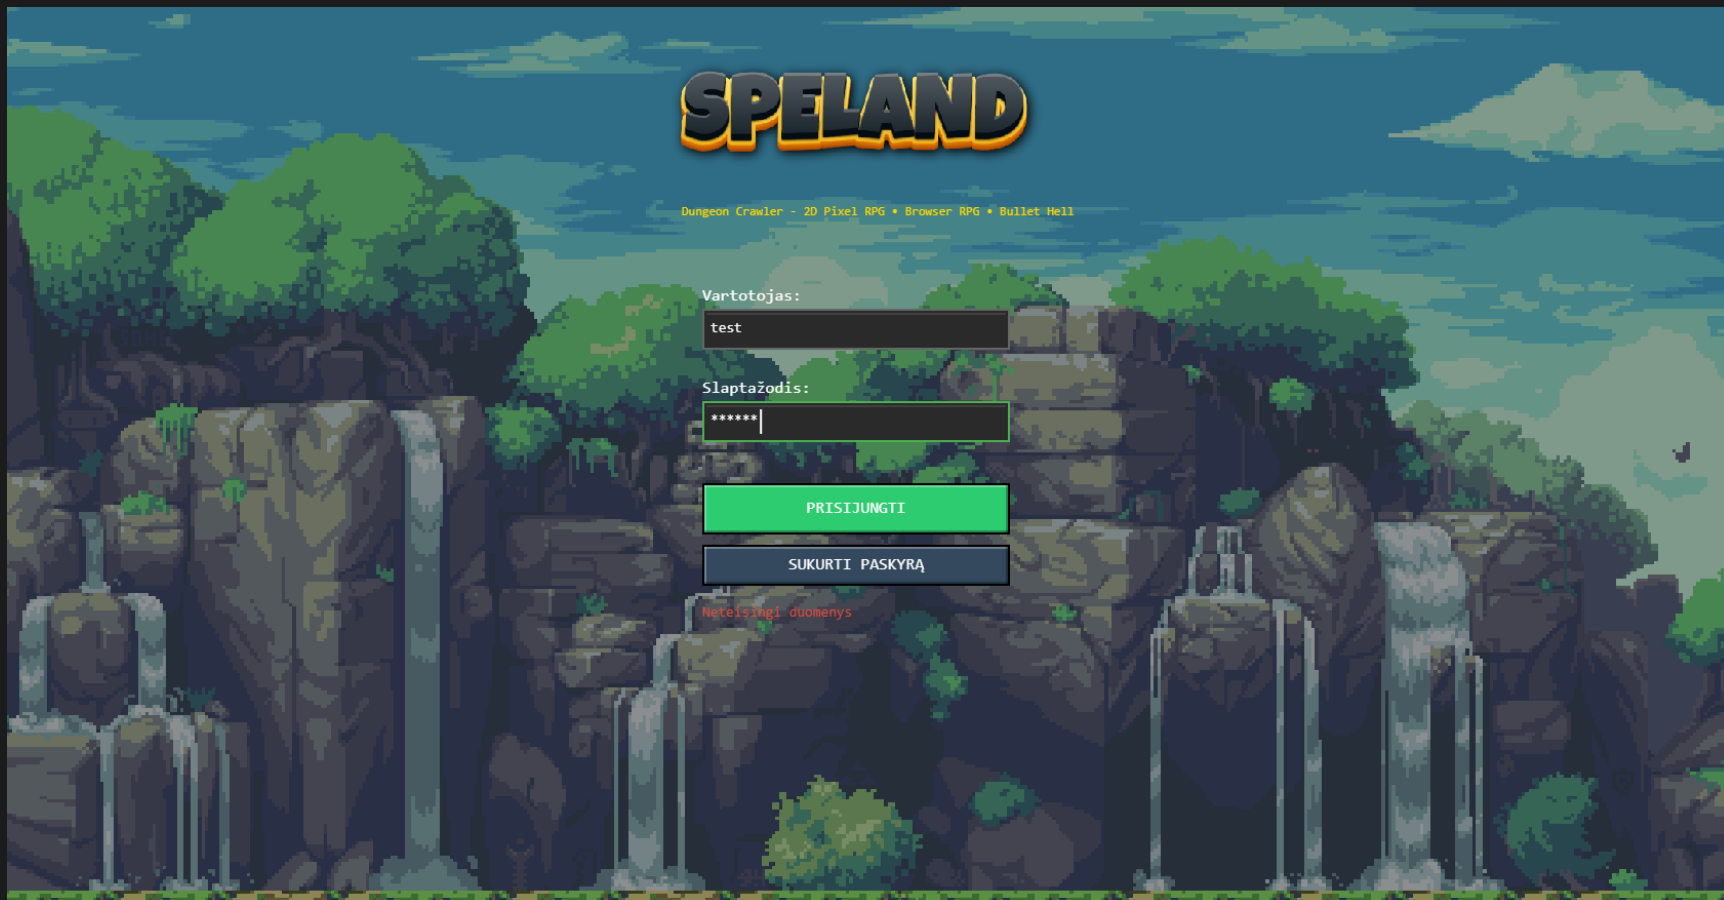 SPELAND
Dungeon Crawler - 2D Pixel RPG • Browser RPG • Bullet Hell
Vartotojas:
test
Slaptažodis:
******
PRISIJUNGTI
SUKURTI PASKYRĄ
Neteisingi duomenys